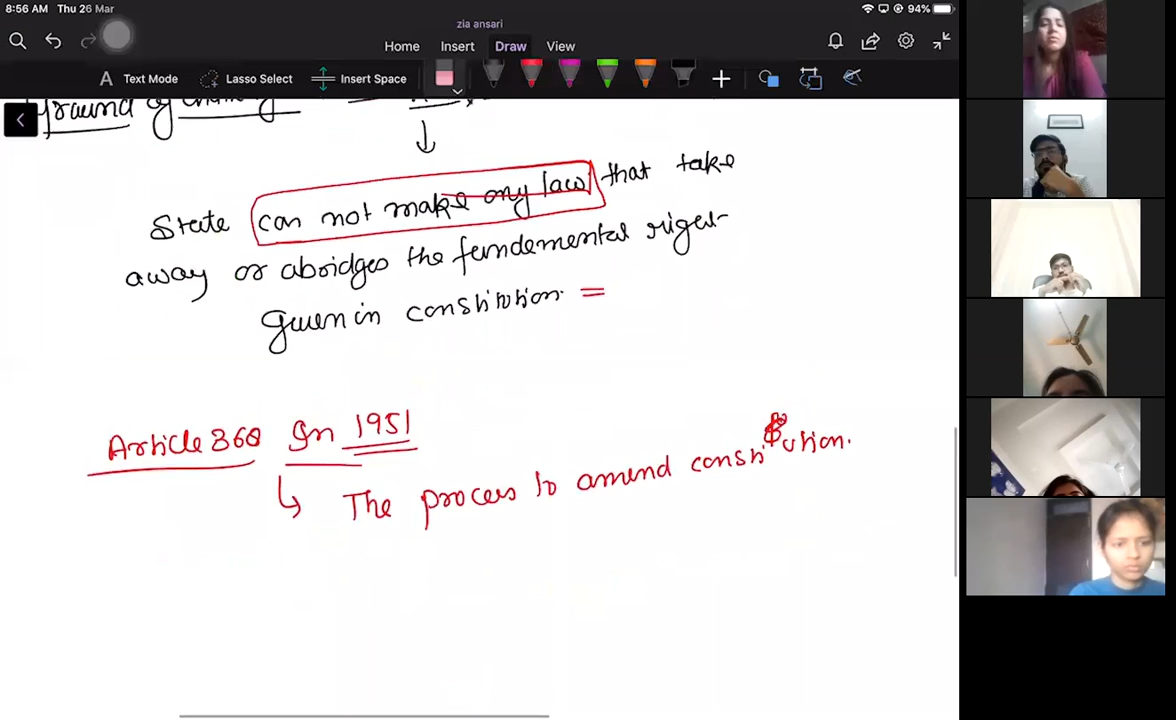 8:56 AM Thu 26 Mar
94%
zia ansari
Home Insert Draw View
Text Mode Lasso Select Insert Space
State can not make any law that take
away or abridges the fundemental right
given in constitution =
Article 368 In 1951
The process to amend constitution.